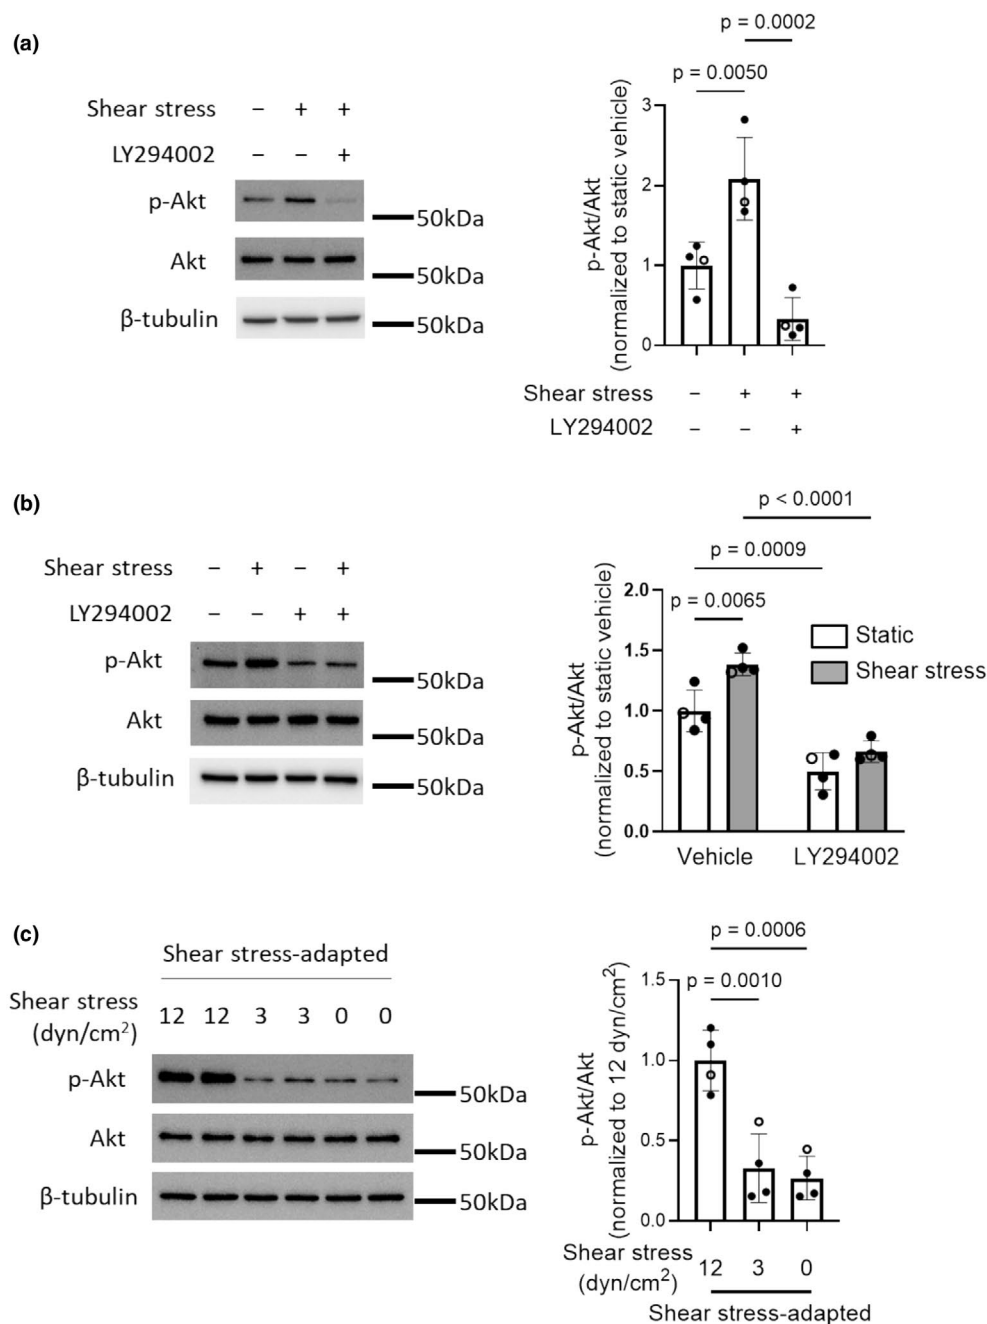 (a)
Shear stress – + +
LY294002 – – +
p-Akt
50kDa
Akt
50kDa
β-tubulin
50kDa
p = 0.0002
p = 0.0050
p-Akt/Akt
(normalized to static vehicle)
3
2
1
0
Shear stress – + +
LY294002 – – +
(b)
Shear stress – + – +
LY294002 – – + +
p-Akt
50kDa
Akt
50kDa
β-tubulin
50kDa
p < 0.0001
p = 0.0009
p = 0.0065
p-Akt/Akt
(normalized to static vehicle)
2.0
1.5
1.0
0.5
0.0
Static
Shear stress
Vehicle LY294002
(c)
Shear stress-adapted
Shear stress
(dyn/cm²)
12 12 3 3 0 0
p-Akt
50kDa
Akt
50kDa
β-tubulin
50kDa
p = 0.0006
p = 0.0010
p-Akt/Akt
(normalized to 12 dyn/cm²)
1.5
1.0
0.5
0.0
Shear stress
(dyn/cm²)
12 3 0
Shear stress-adapted